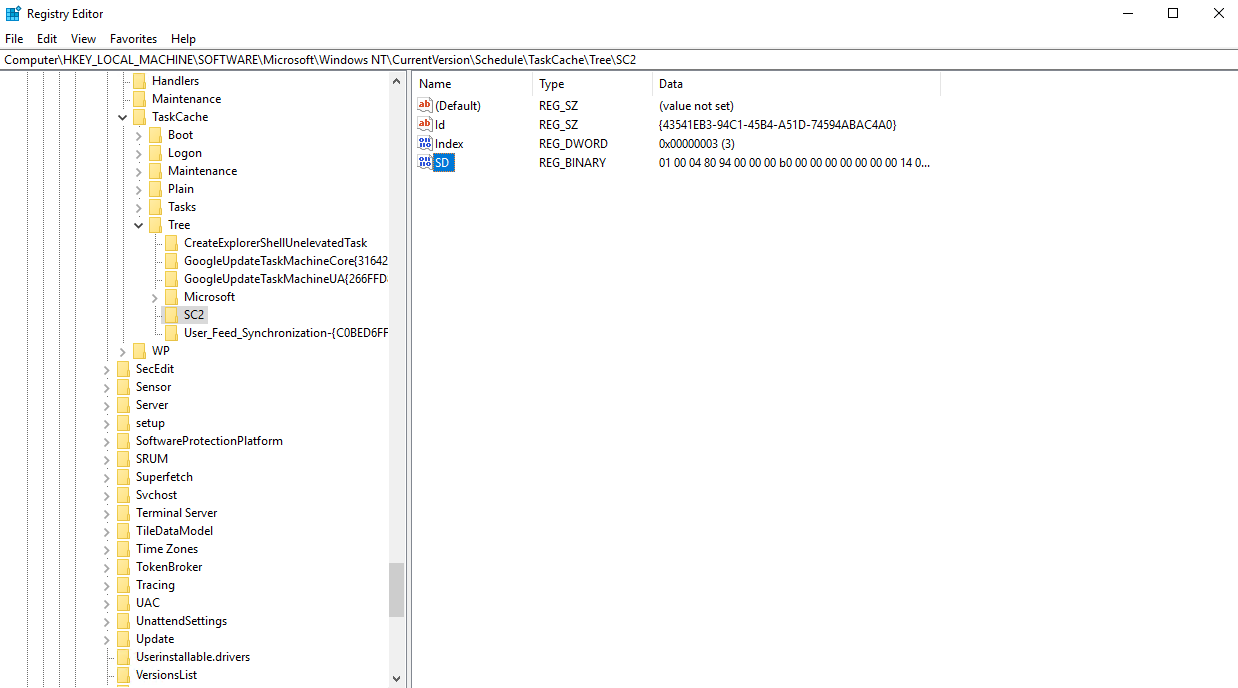 Registry Editor
File Edit View Favorites Help
Computer\HKEY_LOCAL_MACHINE\SOFTWARE\Microsoft\Windows NT\CurrentVersion\Schedule\TaskCache\Tree\SC2
Handlers
Maintenance
TaskCache
Boot
Logon
Maintenance
Plain
Tasks
Tree
CreateExplorerShellUnelevatedTask
GoogleUpdateTaskMachineCore{31642
GoogleUpdateTaskMachineUA{266FFD
Microsoft
SC2
User_Feed_Synchronization-{C0BED6FF
WP
SecEdit
Sensor
Server
setup
SoftwareProtectionPlatform
SRUM
Superfetch
Svchost
Terminal Server
TileDataModel
Time Zones
TokenBroker
Tracing
UAC
UnattendSettings
Update
Userinstallable.drivers
VersionsList
Name Type Data
(Default) REG_SZ (value not set)
Id REG_SZ {43541EB3-94C1-45B4-A51D-74594ABAC4A0}
Index REG_DWORD 0x00000003 (3)
SD REG_BINARY 01 00 04 80 94 00 00 00 b0 00 00 00 00 00 00 00 14 0...